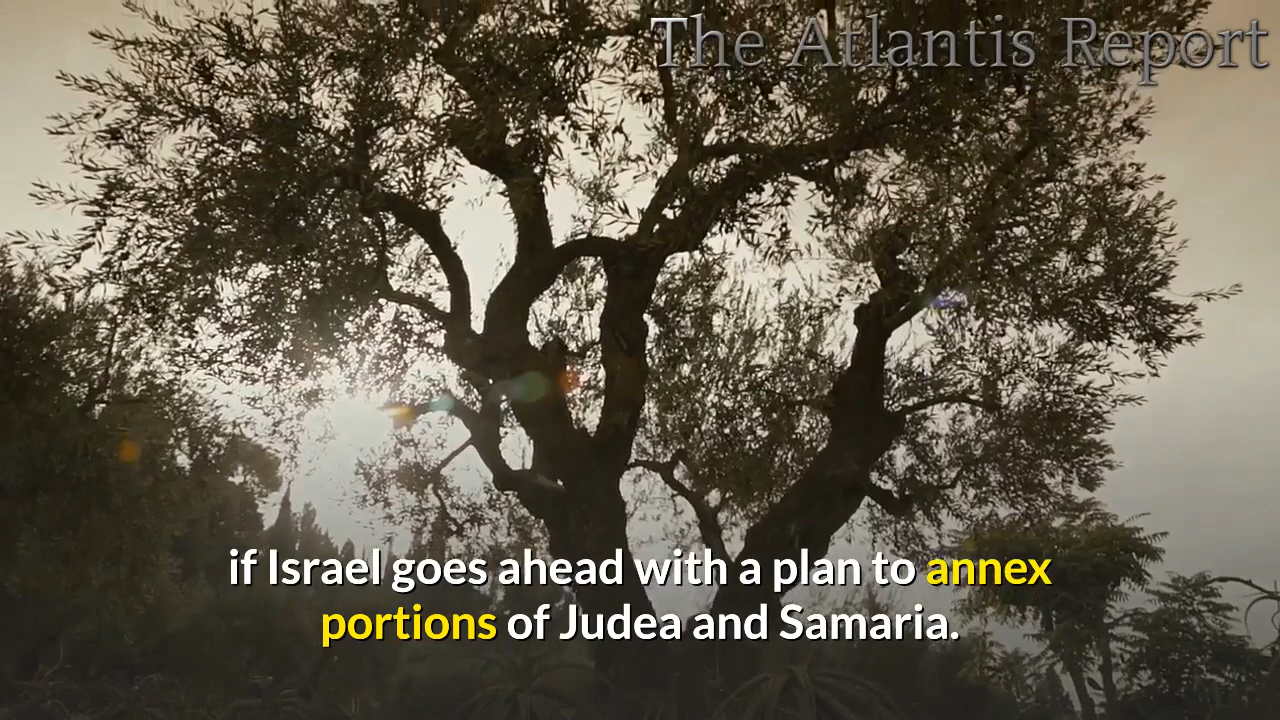 The Atlantis Report
if Israel goes ahead with a plan to annex
portions of Judea and Samaria.